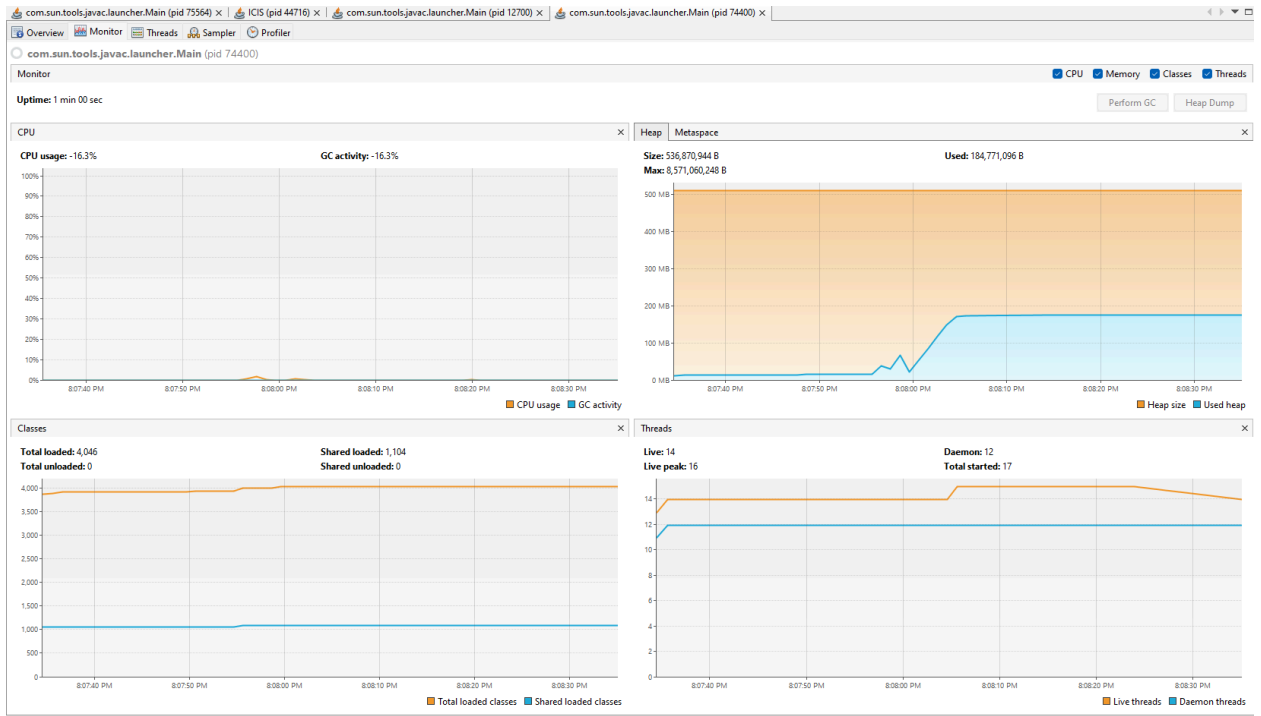 com.sun.tools.javac.launcher.Main (pid 75564) ICIS (pid 44716) com.sun.tools.javac.launcher.Main (pid 12700) com.sun.tools.javac.launcher.Main (pid 74400)
Overview Monitor Threads Sampler Profiler
com.sun.tools.javac.launcher.Main (pid 74400)
Monitor CPU Memory Classes Threads
Uptime: 1 min 00 sec
Perform GC Heap Dump
CPU
CPU usage: -16.3% GC activity: -16.3%
100%
90%
80%
70%
60%
50%
40%
30%
20%
10%
0%
8:07:40 PM 8:07:50 PM 8:08:00 PM 8:08:10 PM 8:08:20 PM 8:08:30 PM
CPU usage GC activity
Heap Metaspace
Size: 536,870,944 B Used: 184,771,096 B
Max: 8,571,060,248 B
500 MB
400 MB
300 MB
200 MB
100 MB
0 MB
8:07:40 PM 8:07:50 PM 8:08:00 PM 8:08:10 PM 8:08:20 PM 8:08:30 PM
Heap size Used heap
Classes
Total loaded: 4,046 Shared loaded: 1,104
Total unloaded: 0 Shared unloaded: 0
4,000
3,500
3,000
2,500
2,000
1,500
1,000
500
0
8:07:40 PM 8:07:50 PM 8:08:00 PM 8:08:10 PM 8:08:20 PM 8:08:30 PM
Total loaded classes Shared loaded classes
Threads
Live: 14 Daemon: 12
Live peak: 16 Total started: 17
14
12
10
8
6
4
2
0
8:07:40 PM 8:07:50 PM 8:08:00 PM 8:08:10 PM 8:08:20 PM 8:08:30 PM
Live threads Daemon threads